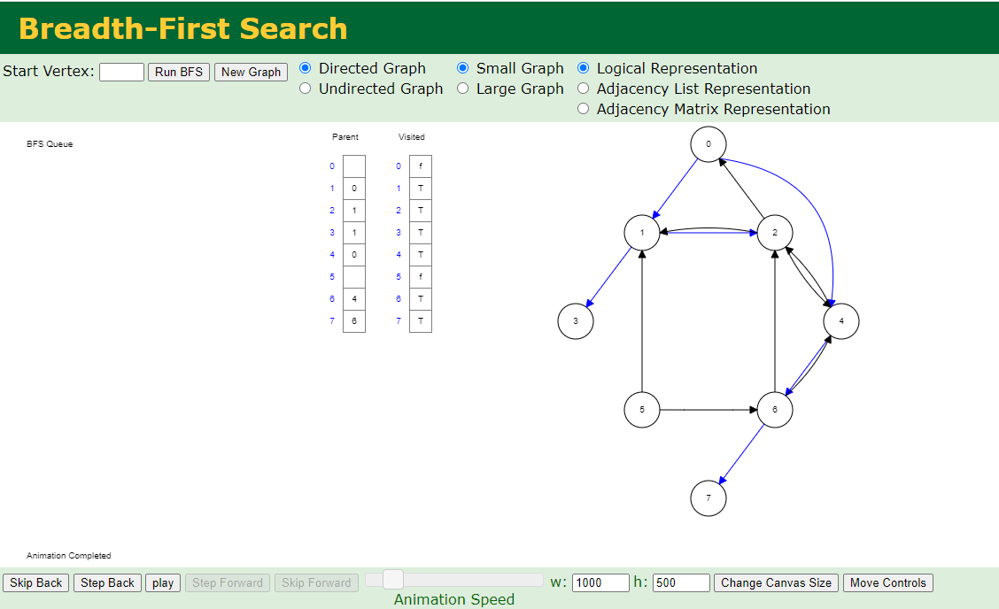 Breadth-First Search
Start Vertex: Run BFS New Graph Directed Graph Small Graph Logical Representation
Undirected Graph Large Graph Adjacency List Representation
Adjacency Matrix Representation
BFS Queue
Parent Visited
0 0 f
1 0 1 T
2 1 2 T
3 1 3 T
4 0 4 T
5 5 f
6 4 6 T
7 6 7 T
0
1 2
3 4
5 6
7
Animation Completed
Skip Back Step Back play Step Forward Skip Forward w: 1000 h: 500 Change Canvas Size Move Controls
Animation Speed